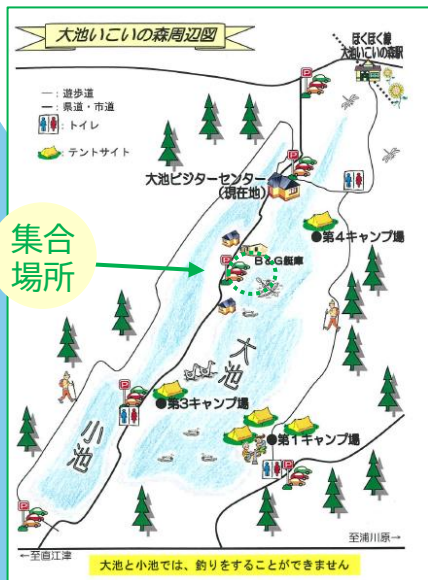 大池いこいの森周辺図
ほくほく線
大池いこいの森駅
―：遊歩道
―：県道・市道
：トイレ
：テントサイト
大池ビジターセンター
（現在地）
集合
場所
B&G艇庫
●第4キャンプ場
大池
●第3キャンプ場
小池
●第1キャンプ場
P
P
P
P
P
P
至浦川原→
←至直江津
大池と小池では、釣りをすることができません